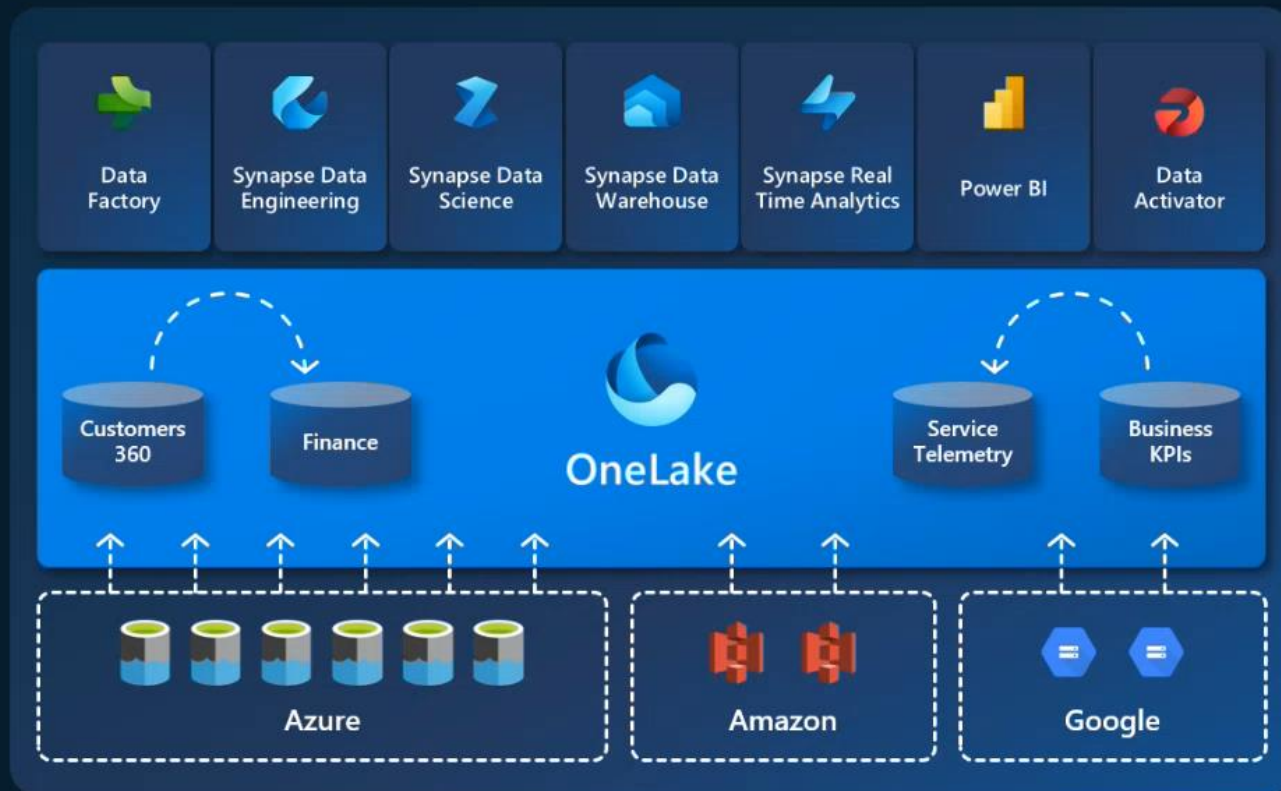 Data
Factory
Synapse Data
Engineering
Synapse Data
Science
Synapse Data
Warehouse
Synapse Real
Time Analytics
Power BI
Data
Activator
Customers
360
Finance
OneLake
Service
Telemetry
Business
KPIs
Azure
Amazon
Google